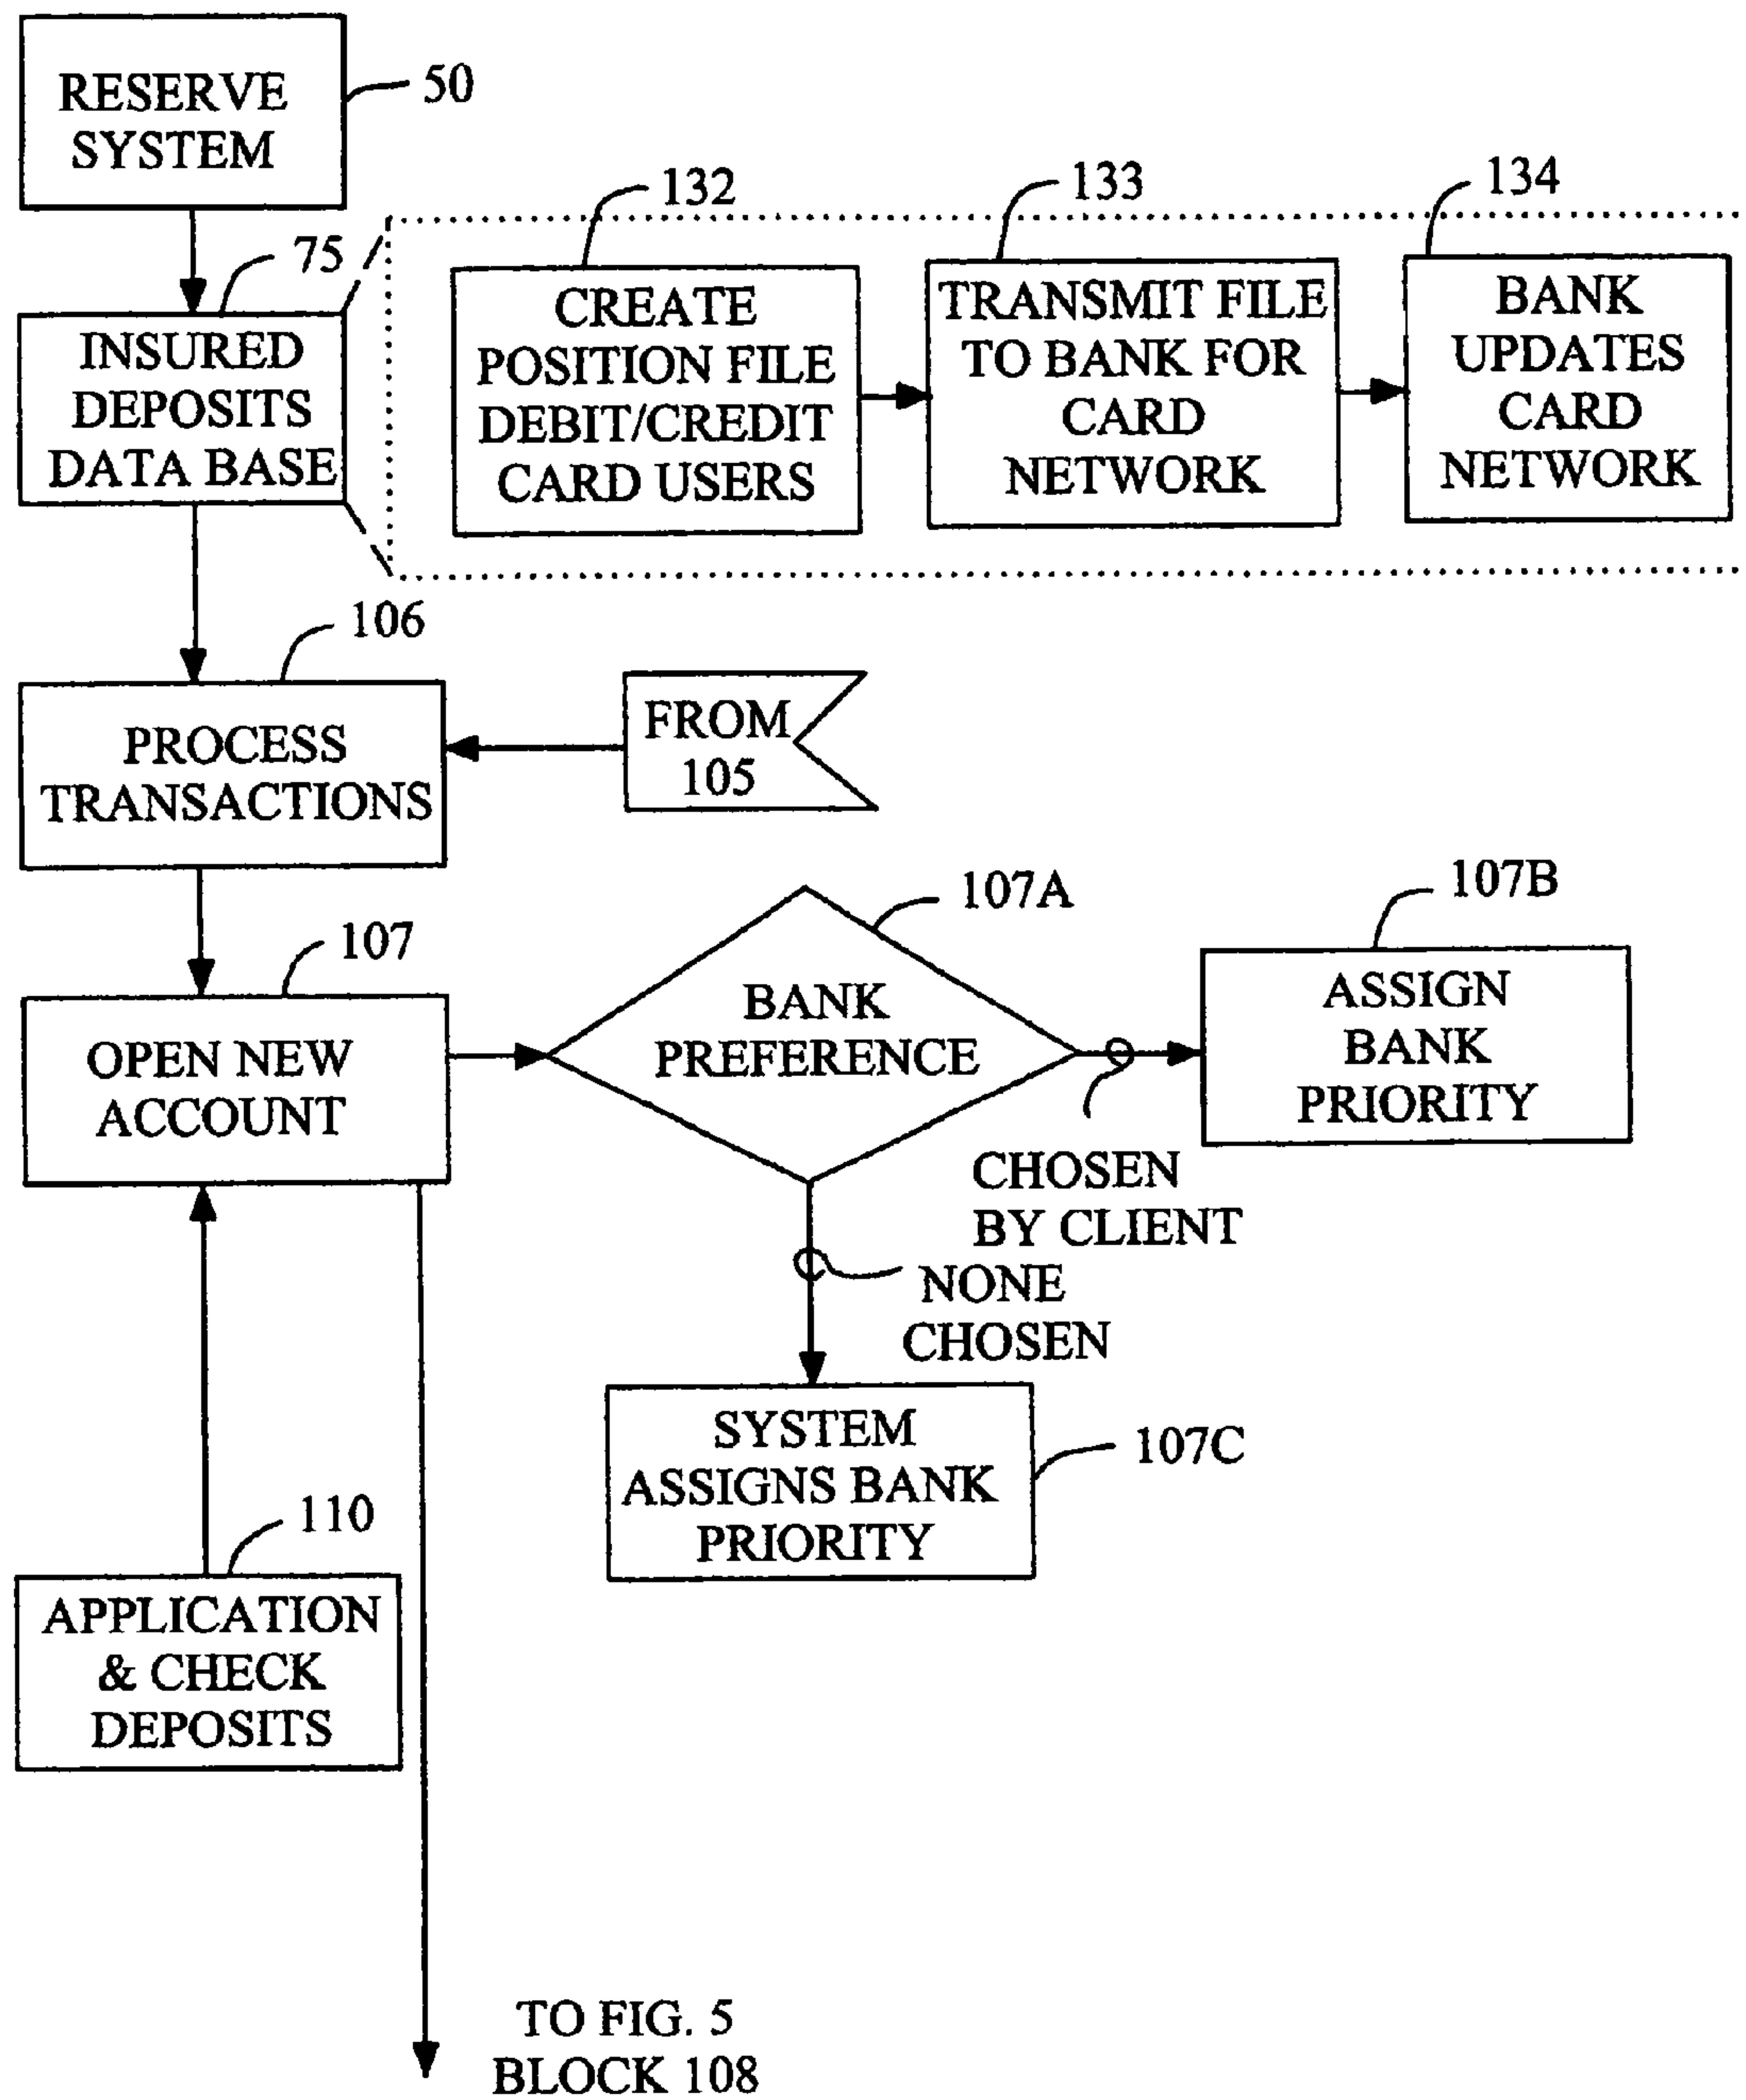 RESERVE
SYSTEM
50
75
132
133
134
INSURED
DEPOSITS
DATA BASE
CREATE
POSITION FILE
DEBIT/CREDIT
CARD USERS
TRANSMIT FILE
TO BANK FOR
CARD
NETWORK
BANK
UPDATES
CARD
NETWORK
106
PROCESS
TRANSACTIONS
FROM
105
107
OPEN NEW
ACCOUNT
107A
BANK
PREFERENCE
107B
ASSIGN
BANK
PRIORITY
CHOSEN
BY CLIENT
NONE
CHOSEN
SYSTEM
ASSIGNS BANK
PRIORITY
107C
110
APPLICATION
& CHECK
DEPOSITS
TO FIG. 5
BLOCK 108